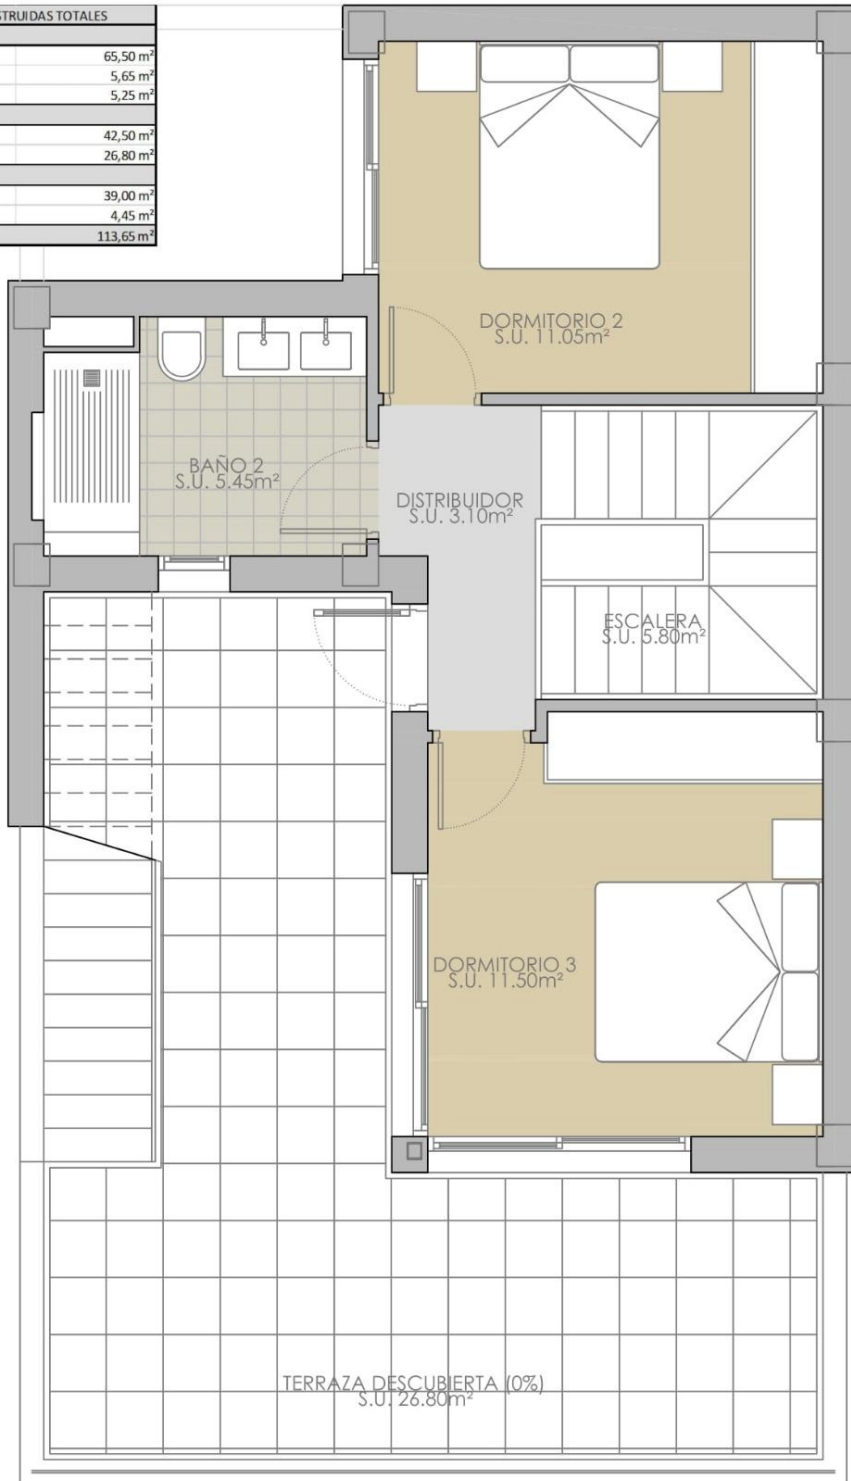 STRUIDAS TOTALES
65,50 m²
5,65 m²
5,25 m²
42,50 m²
26,80 m²
39,00 m²
4,45 m²
113,65 m²
DORMITORIO 2
S.U. 11.05m²
BAÑO 2
S.U. 5.45m²
DISTRIBUIDOR
S.U. 3.10m²
ESCALERA
S.U. 5.80m²
DORMITORIO 3
S.U. 11.50m²
TERRAZA DESCUBIERTA (0%)
S.U. 26.80m²